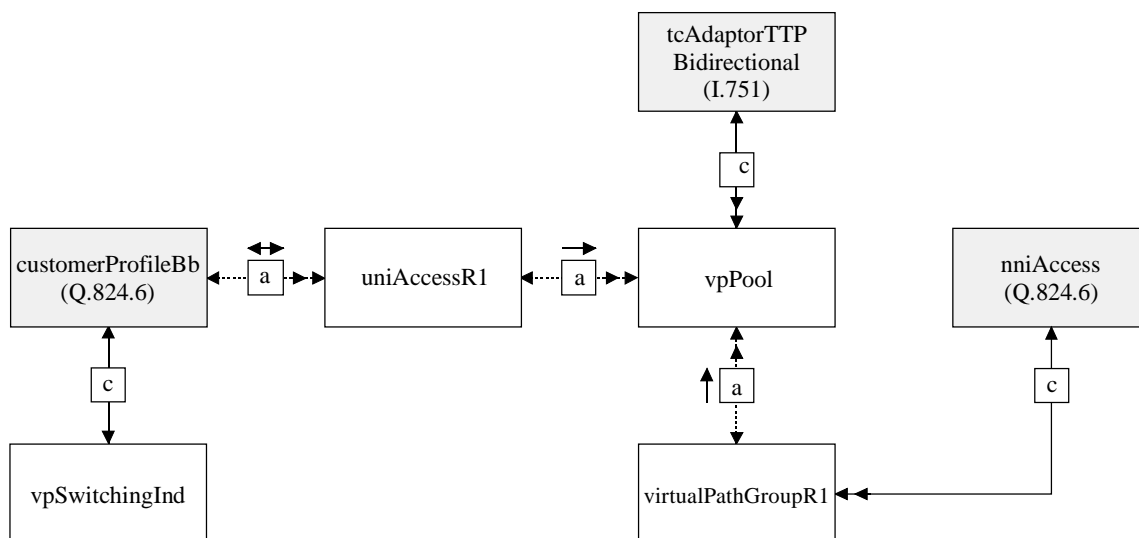 tcAdaptorTTP
Bidirectional
(I.751)
c
customerProfileBb
(Q.824.6)
a
uniAccessR1
a
vpPool
nniAccess
(Q.824.6)
c
a
c
vpSwitchingInd
virtualPathGroupR1